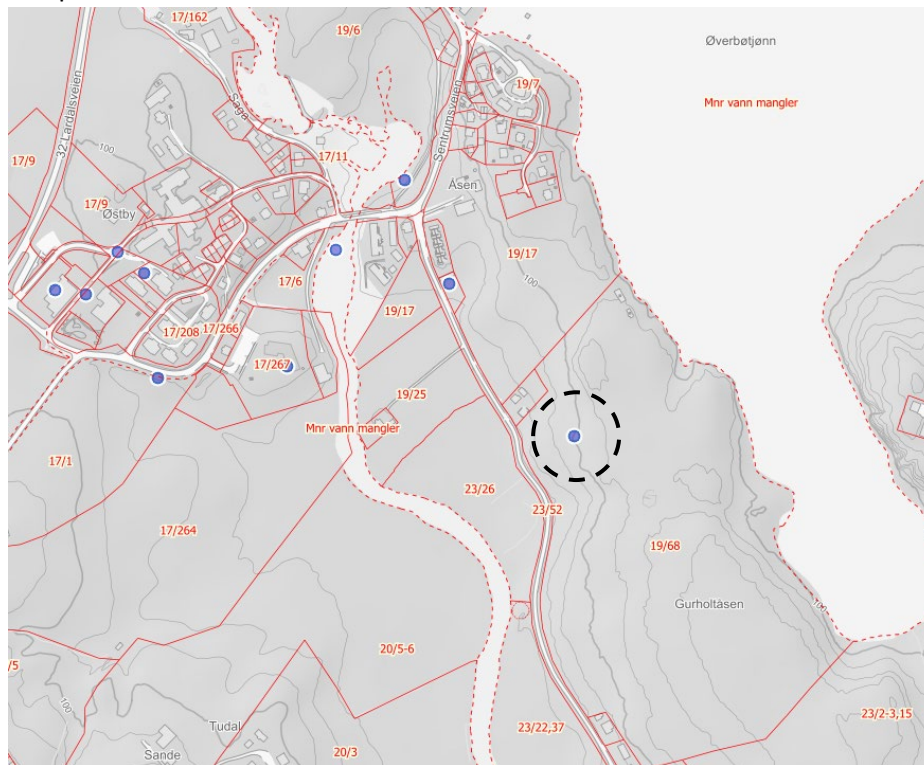 17/162
19/6
Øverbøtjønn
19/7
Mnr vann mangler
32 Lardalsveien
Saga
Sentrumsveien
100
17/11
17/9
Åsen
17/9
Østby
19/17
100
17/6
19/17
17/208
17/266
17/267
19/25
Mnr vann mangler
17/1
23/26
23/52
17/264
19/68
Gurholtåsen
100
20/5-6
/5
100
23/2-3,15
23/22,37
Tudal
20/3
Sande